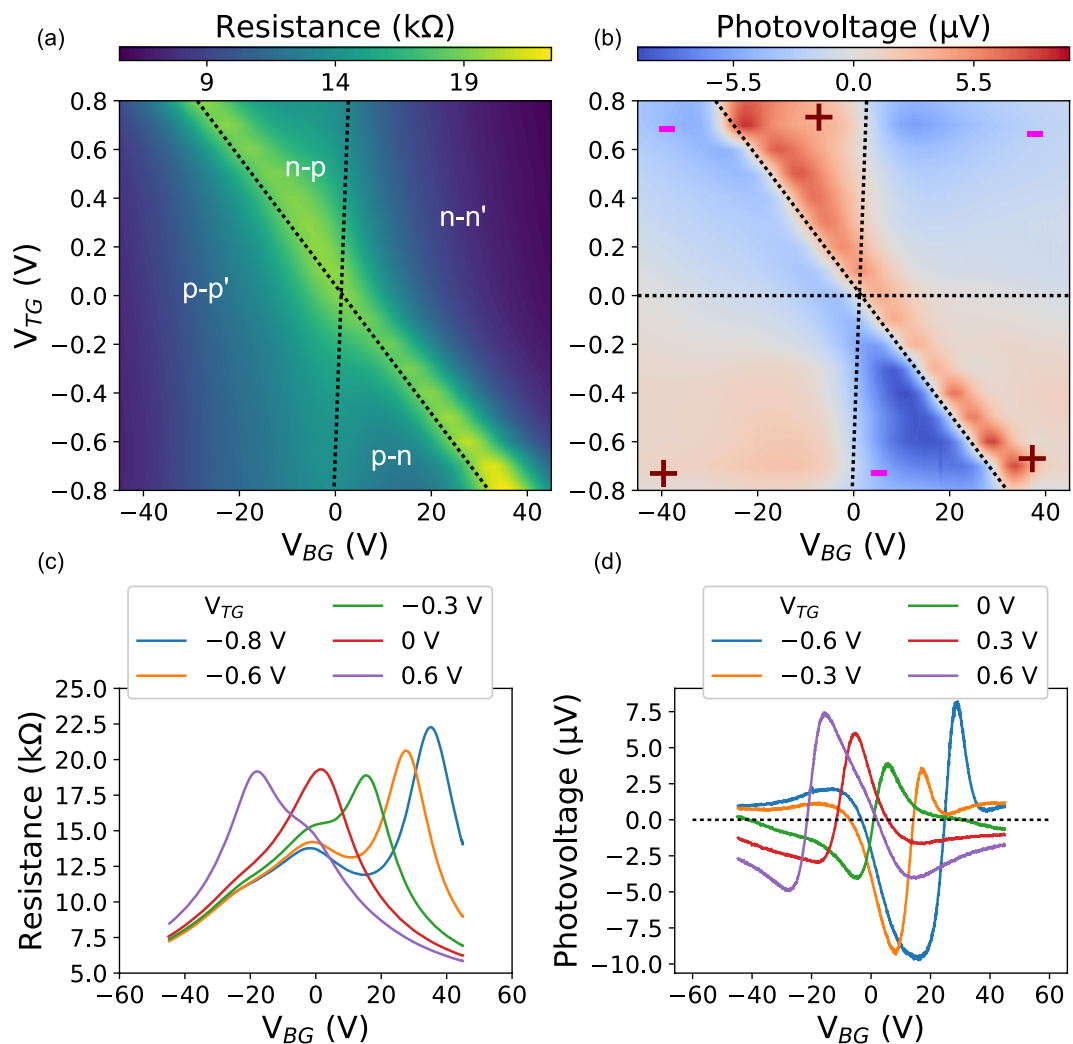 (a)
Resistance (kΩ)
9 14 19
V_TG (V)
0.8
0.6
0.4
0.2
0.0
−0.2
−0.4
−0.6
−0.8
n-p
n-n'
p-p'
p-n
−40 −20 0 20 40
V_BG (V)
(b)
Photovoltage (μV)
−5.5 0.0 5.5
0.8
0.6
0.4
0.2
0.0
−0.2
−0.4
−0.6
−0.8
+
−
−
+
+
−
−40 −20 0 20 40
V_BG (V)
(c)
V_TG
−0.8 V
−0.6 V
−0.3 V
0 V
0.6 V
Resistance (kΩ)
25.0
22.5
20.0
17.5
15.0
12.5
10.0
7.5
5.0
−60 −40 −20 0 20 40 60
V_BG (V)
(d)
V_TG
−0.6 V
−0.3 V
0 V
0.3 V
0.6 V
Photovoltage (μV)
7.5
5.0
2.5
0.0
−2.5
−5.0
−7.5
−10.0
−60 −40 −20 0 20 40 60
V_BG (V)